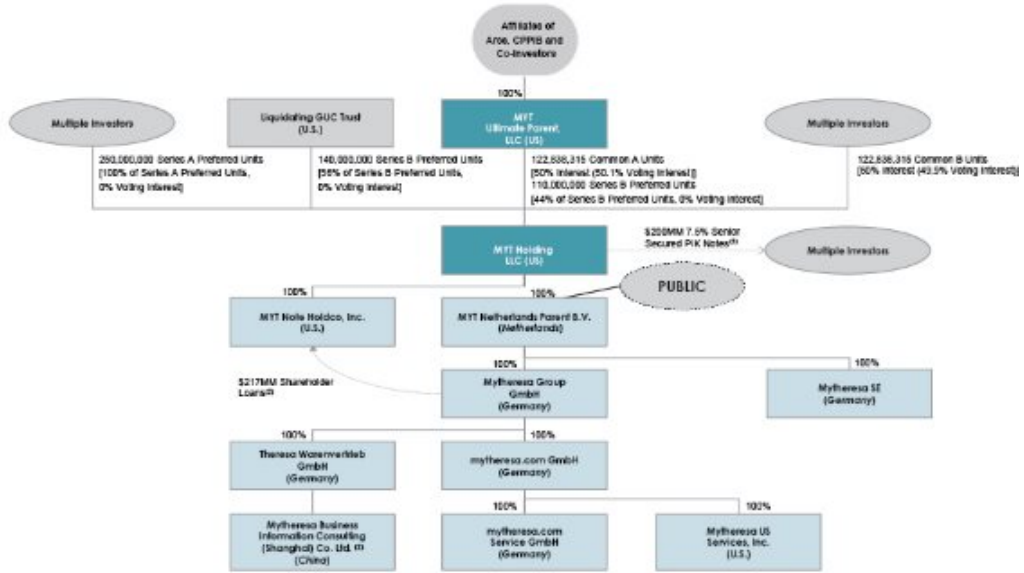 Affiliates of
Ares, CPPIB and
Co-Investors
100%
Multiple Investors
Liquidating GUC Trust
(U.S.)
MYT
Ultimate Parent,
LLC (US)
Multiple Investors
250,000,000 Series A Preferred Units
[100% of Series A Preferred Units,
0% Voting Interest]
140,000,000 Series B Preferred Units
[56% of Series B Preferred Units,
0% Voting Interest]
122,838,315 Common A Units
[50% Interest (50.1% Voting Interest)]
110,000,000 Series B Preferred Units
[44% of Series B Preferred Units, 0% Voting Interest]
122,838,315 Common B Units
[50% Interest (49.9% Voting Interest)]
MYT Holding
LLC (US)
$200MM 7.5% Senior
Secured PIK Notes
Multiple Investors
PUBLIC
100%
100%
MYT Note Holdco, Inc.
(U.S.)
MYT Netherlands Parent B.V.
(Netherlands)
$217MM Shareholder
Loans
100%
100%
Mytheresa Group
GmbH
(Germany)
Mytheresa SE
(Germany)
100%
100%
Theresa Warenvertrieb
GmbH
(Germany)
mytheresa.com GmbH
(Germany)
100%
100%
Mytheresa Business
Information Consulting
(Shanghai) Co. Ltd.
(China)
mytheresa.com
Service GmbH
(Germany)
Mytheresa US
Services, Inc.
(U.S.)